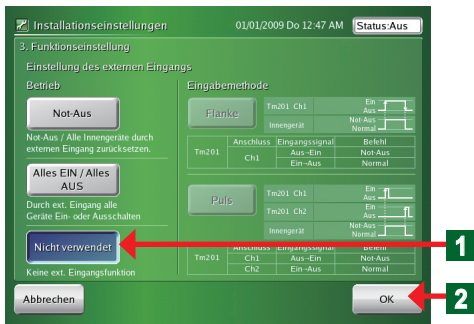 Installationseinstellungen 01/01/2009 Do 12:47 AM Status:Aus
3. Funktionseinstellung
Einstellung des externen Eingangs
Betrieb
Not-Aus
Not-Aus / Alle Innengeräte durch
externen Eingang zurücksetzen.
Alles EIN / Alles
AUS
Durch ext. Eingang alle
Geräte Ein- oder Ausschalten
Nicht verwendet
Keine ext. Eingangsfunktion
Eingabemethode
Flanke
Tm201 Ch1 Ein
Aus
Innengerät Not-Aus
Normal
Anschluss Eingangssignal Befehl
Tm201 Ch1 Aus→Ein Not-Aus
Ein→Aus Normal
Puls
Tm201 Ch1 Ein
Aus
Tm201 Ch2 Ein
Aus
Innengerät Not-Aus
Normal
Anschluss Eingangssignal Befehl
Tm201 Ch1 Aus→Ein Not-Aus
Ch2 Ein→Aus Normal
1
Abbrechen OK
2